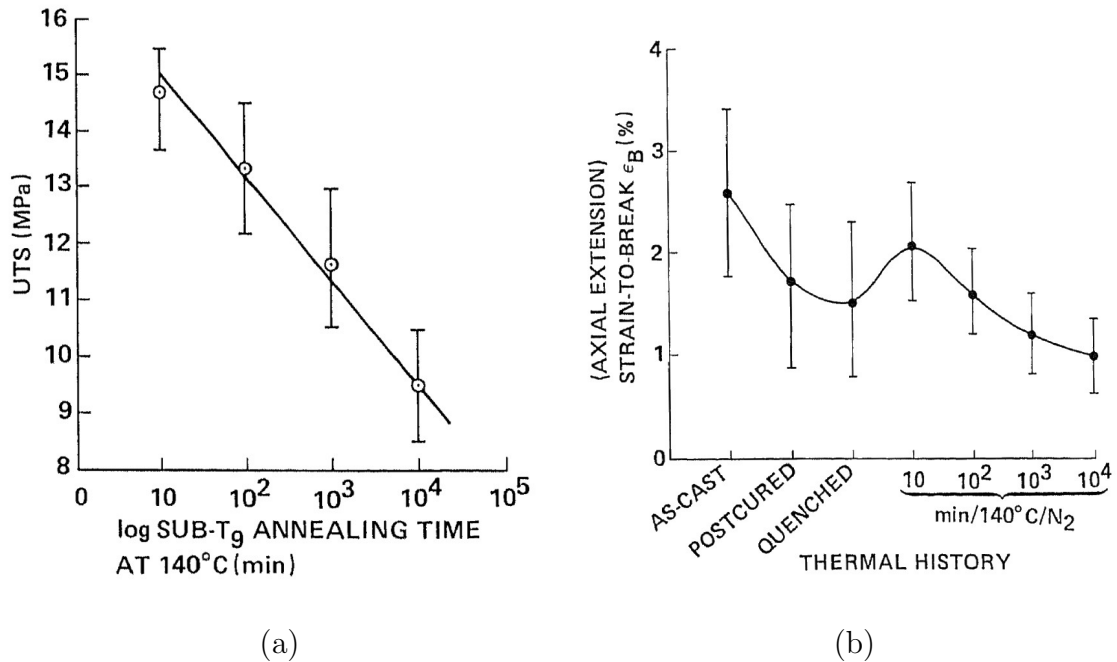 16
15
14
13
12
11
10
9
8
UTS (MPa)
0 10 10² 10³ 10⁴ 10⁵
log SUB-T9 ANNEALING TIME
AT 140°C (min)
(a)
4
3
2
1
0
(AXIAL EXTENSION)
STRAIN-TO-BREAK ϵB (%)
AS-CAST
POSTCURED
QUENCHED
10 10² 10³ 10⁴
min/140°C/N₂
THERMAL HISTORY
(b)